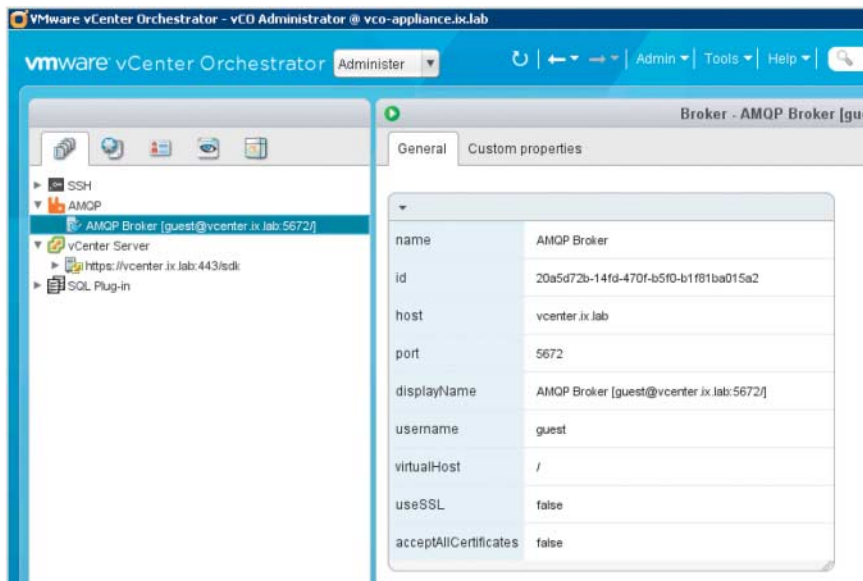 VMware vCenter Orchestrator - vCO Administrator @ vco-appliance.ix.lab
vmware vCenter Orchestrator
Administer
Admin
Tools
Help
SSH
AMQP
AMQP Broker [guest@vcenter.ix.lab:5672/]
vCenter Server
https://vcenter.ix.lab:443/sdk
SQL Plug-in
Broker - AMQP Broker [gu
General Custom properties
name AMQP Broker
id 20a5d72b-14fd-470f-b5f0-b1f81ba015a2
host vcenter.ix.lab
port 5672
displayName AMQP Broker [guest@vcenter.ix.lab:5672/]
username guest
virtualHost /
useSSL false
acceptAllCertificates false